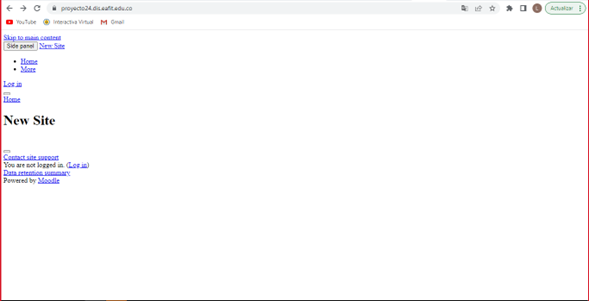 proyecto24.dis.eafit.edu.co
L
Actualizar
YouTube
Interactiva Virtual
Gmail
Skip to main content
Side panel New Site
Home
More
Log in
Home
New Site
Contact site support
You are not logged in. (Log in)
Data retention summary
Powered by Moodle